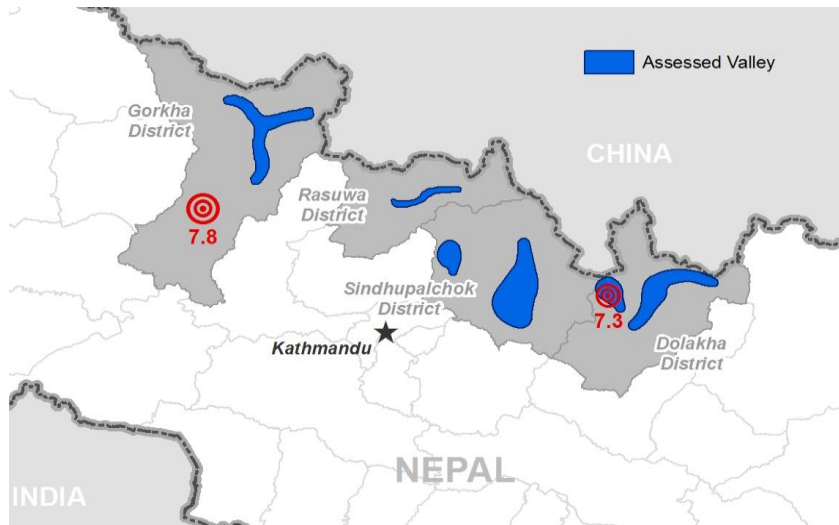 Assessed Valley
Gorkha
District
CHINA
Rasuwa
District
7.8
Sindhupalchok
District
7.3
Kathmandu
Dolakha
District
NEPAL
INDIA